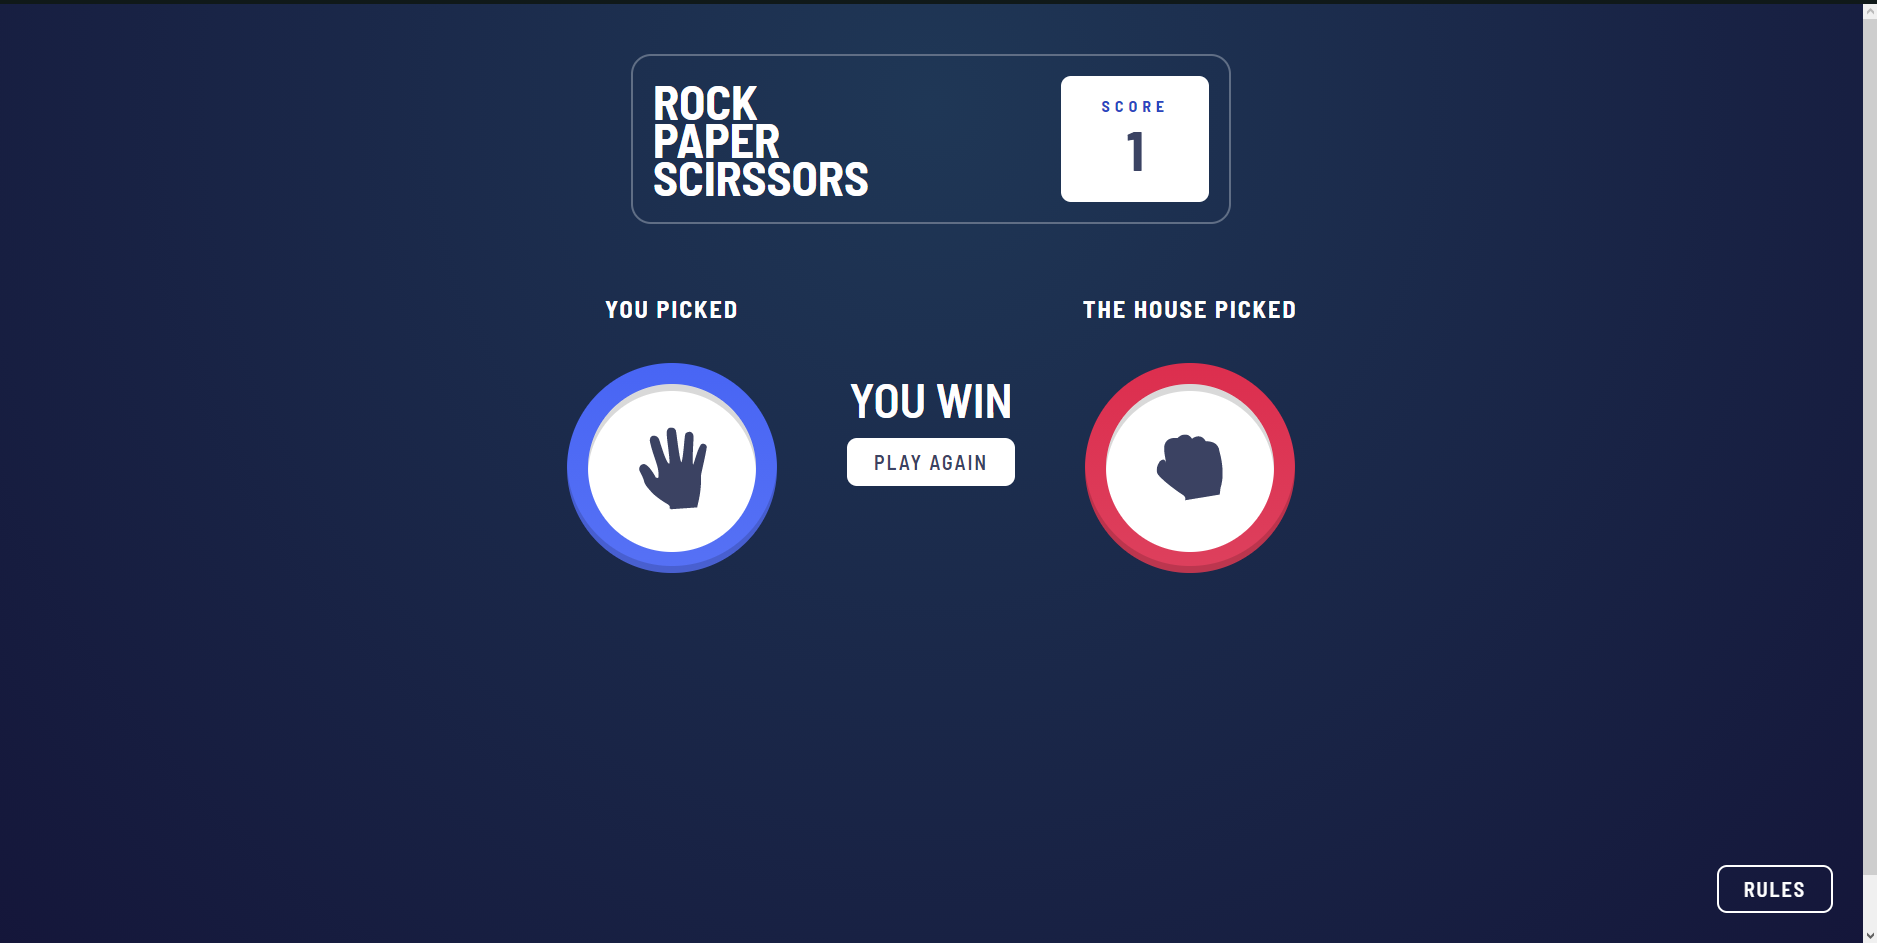 ROCK
PAPER
SCIRSSORS
SCORE
1
YOU PICKED
THE HOUSE PICKED
YOU WIN
PLAY AGAIN
RULES